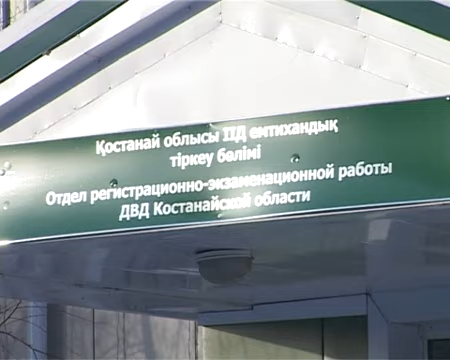 Қостанай облысы ІІД емтихандық
тіркеу бөлімі
Отдел регистрационно-экзаменационной работы
ДВД Костанайской области